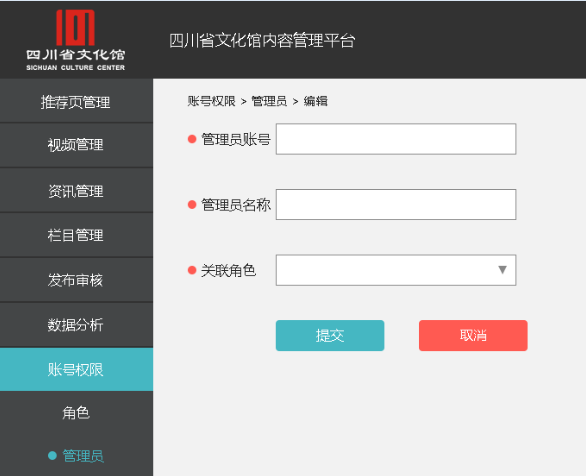 四川省文化馆
SICHUAN CULTURE CENTER
四川省文化馆内容管理平台
推荐页管理
视频管理
资讯管理
栏目管理
发布审核
数据分析
账号权限
角色
管理员
账号权限 > 管理员 > 编辑
管理员账号
管理员名称
关联角色
提交
取消